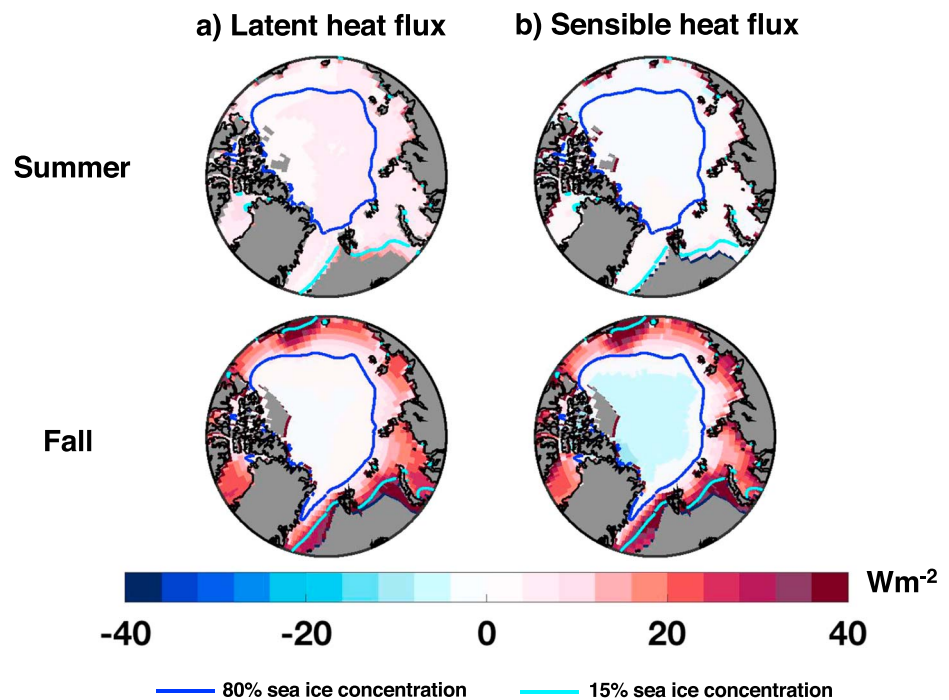 a) Latent heat flux b) Sensible heat flux
Summer
Fall
Wm-2
-40 -20 0 20 40
80% sea ice concentration 15% sea ice concentration